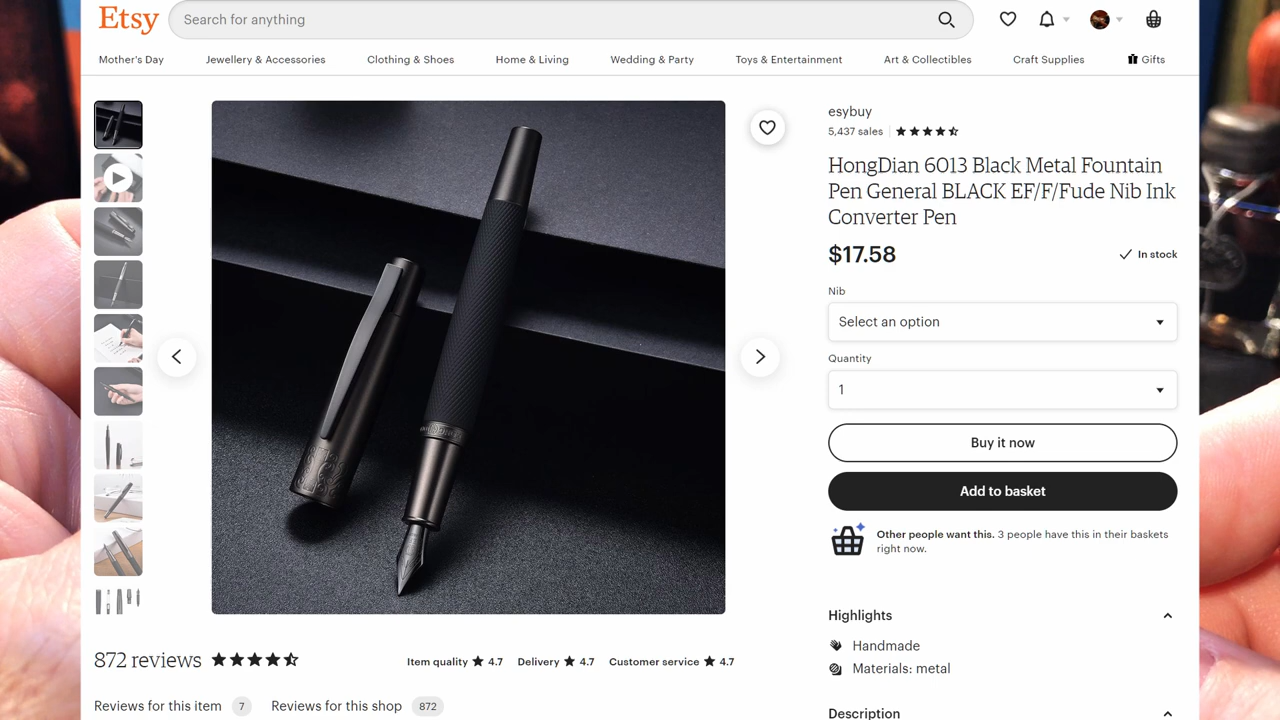 Etsy
Search for anything
Mother's Day
Jewellery & Accessories
Clothing & Shoes
Home & Living
Wedding & Party
Toys & Entertainment
Art & Collectibles
Craft Supplies
Gifts
esybuy
5,437 sales
HongDian 6013 Black Metal Fountain
Pen General BLACK EF/F/Fude Nib Ink
Converter Pen
$17.58
In stock
Nib
Select an option
Quantity
1
Buy it now
Add to basket
Other people want this. 3 people have this in their baskets
right now.
Highlights
Handmade
Materials: metal
Description
872 reviews
Item quality ★ 4.7
Delivery ★ 4.7
Customer service ★ 4.7
Reviews for this item 7
Reviews for this shop 872